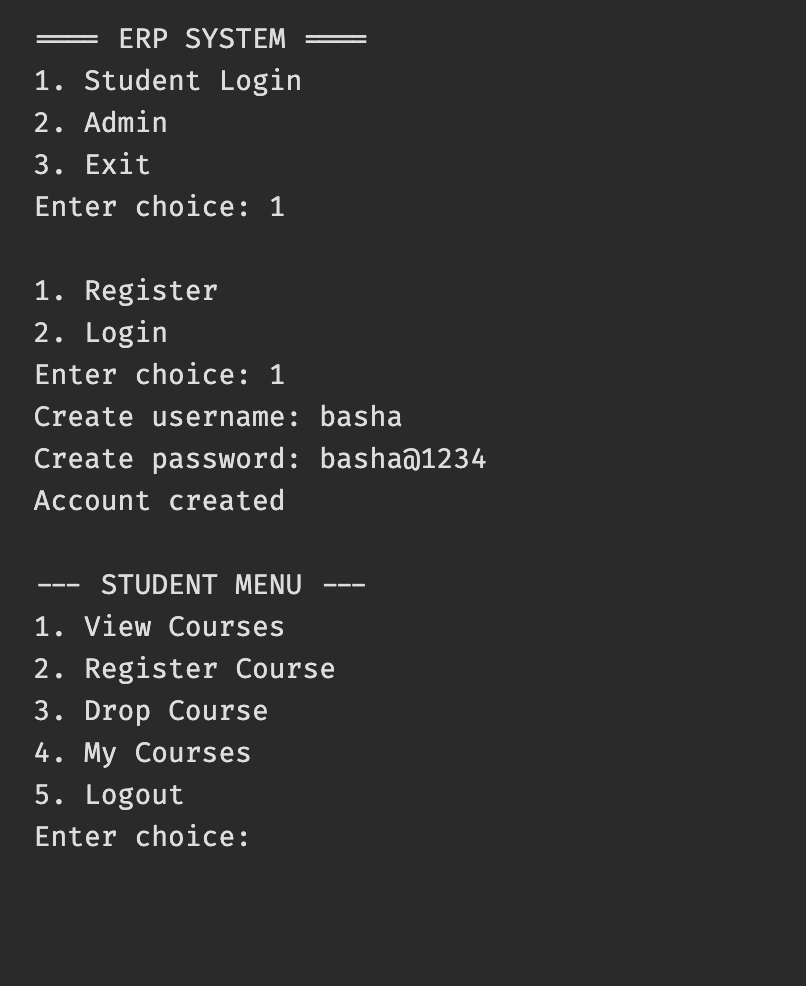 ==== ERP SYSTEM ====
1. Student Login
2. Admin
3. Exit
Enter choice: 1
1. Register
2. Login
Enter choice: 1
Create username: basha
Create password: basha@1234
Account created
--- STUDENT MENU ---
1. View Courses
2. Register Course
3. Drop Course
4. My Courses
5. Logout
Enter choice: